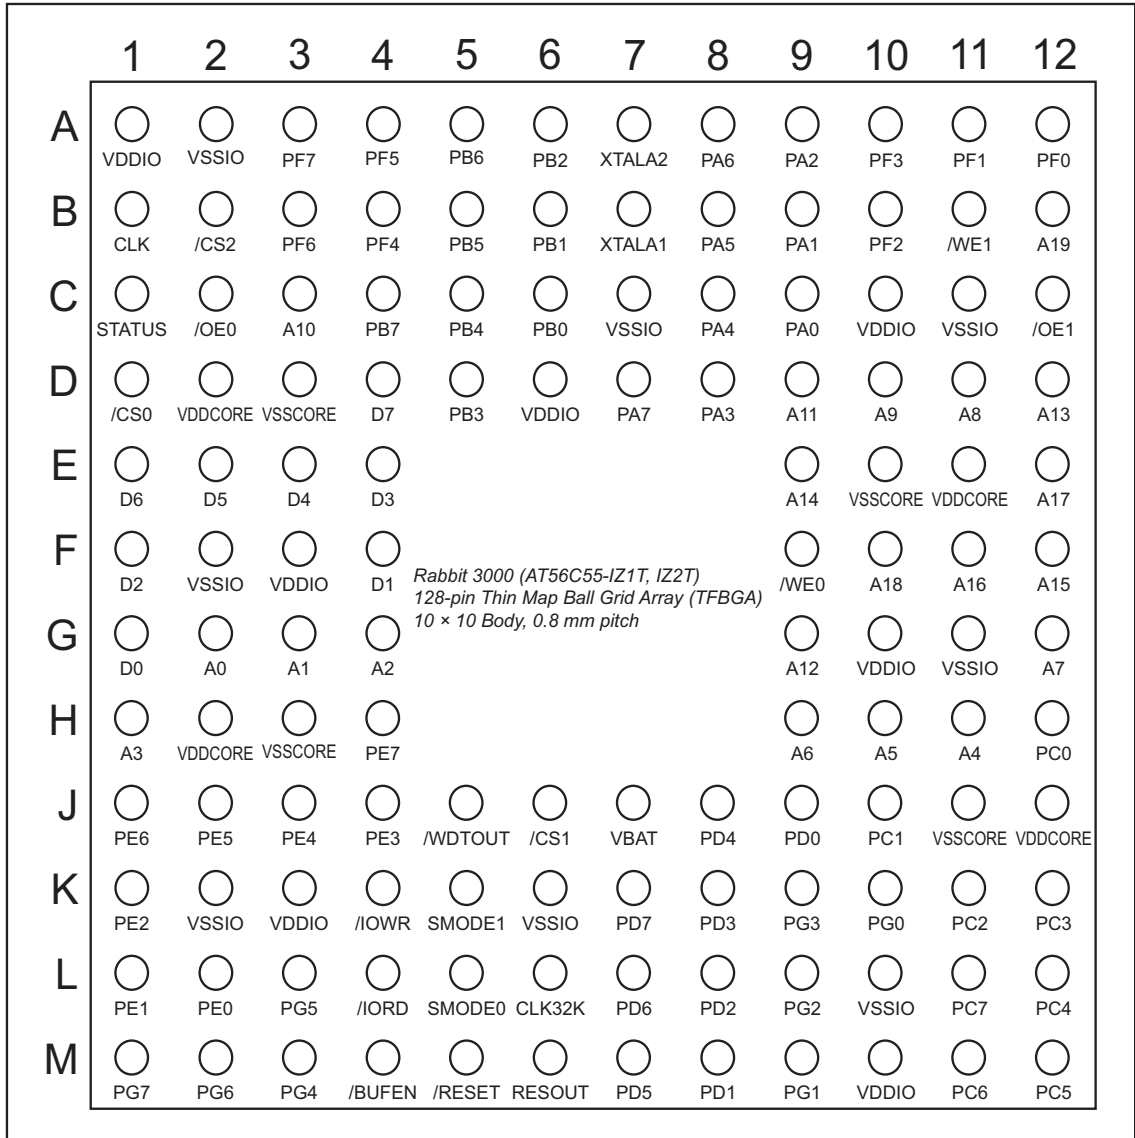 1 2 3 4 5 6 7 8 9 10 11 12
A
VDDIO VSSIO PF7 PF5 PB6 PB2 XTALA2 PA6 PA2 PF3 PF1 PF0
B
CLK /CS2 PF6 PF4 PB5 PB1 XTALA1 PA5 PA1 PF2 /WE1 A19
C
STATUS /OE0 A10 PB7 PB4 PB0 VSSIO PA4 PA0 VDDIO VSSIO /OE1
D
/CS0 VDDCORE VSSCORE D7 PB3 VDDIO PA7 PA3 A11 A9 A8 A13
E
D6 D5 D4 D3 A14 VSSCORE VDDCORE A17
F
D2 VSSIO VDDIO D1 /WE0 A18 A16 A15
Rabbit 3000 (AT56C55-IZ1T, IZ2T)
128-pin Thin Map Ball Grid Array (TFBGA)
10 × 10 Body, 0.8 mm pitch
G
D0 A0 A1 A2 A12 VDDIO VSSIO A7
H
A3 VDDCORE VSSCORE PE7 A6 A5 A4 PC0
J
PE6 PE5 PE4 PE3 /WDTOUT /CS1 VBAT PD4 PD0 PC1 VSSCORE VDDCORE
K
PE2 VSSIO VDDIO /IOWR SMODE1 VSSIO PD7 PD3 PG3 PG0 PC2 PC3
L
PE1 PE0 PG5 /IORD SMODE0 CLK32K PD6 PD2 PG2 VSSIO PC7 PC4
M
PG7 PG6 PG4 /BUFEN /RESET RESOUT PD5 PD1 PG1 VDDIO PC6 PC5